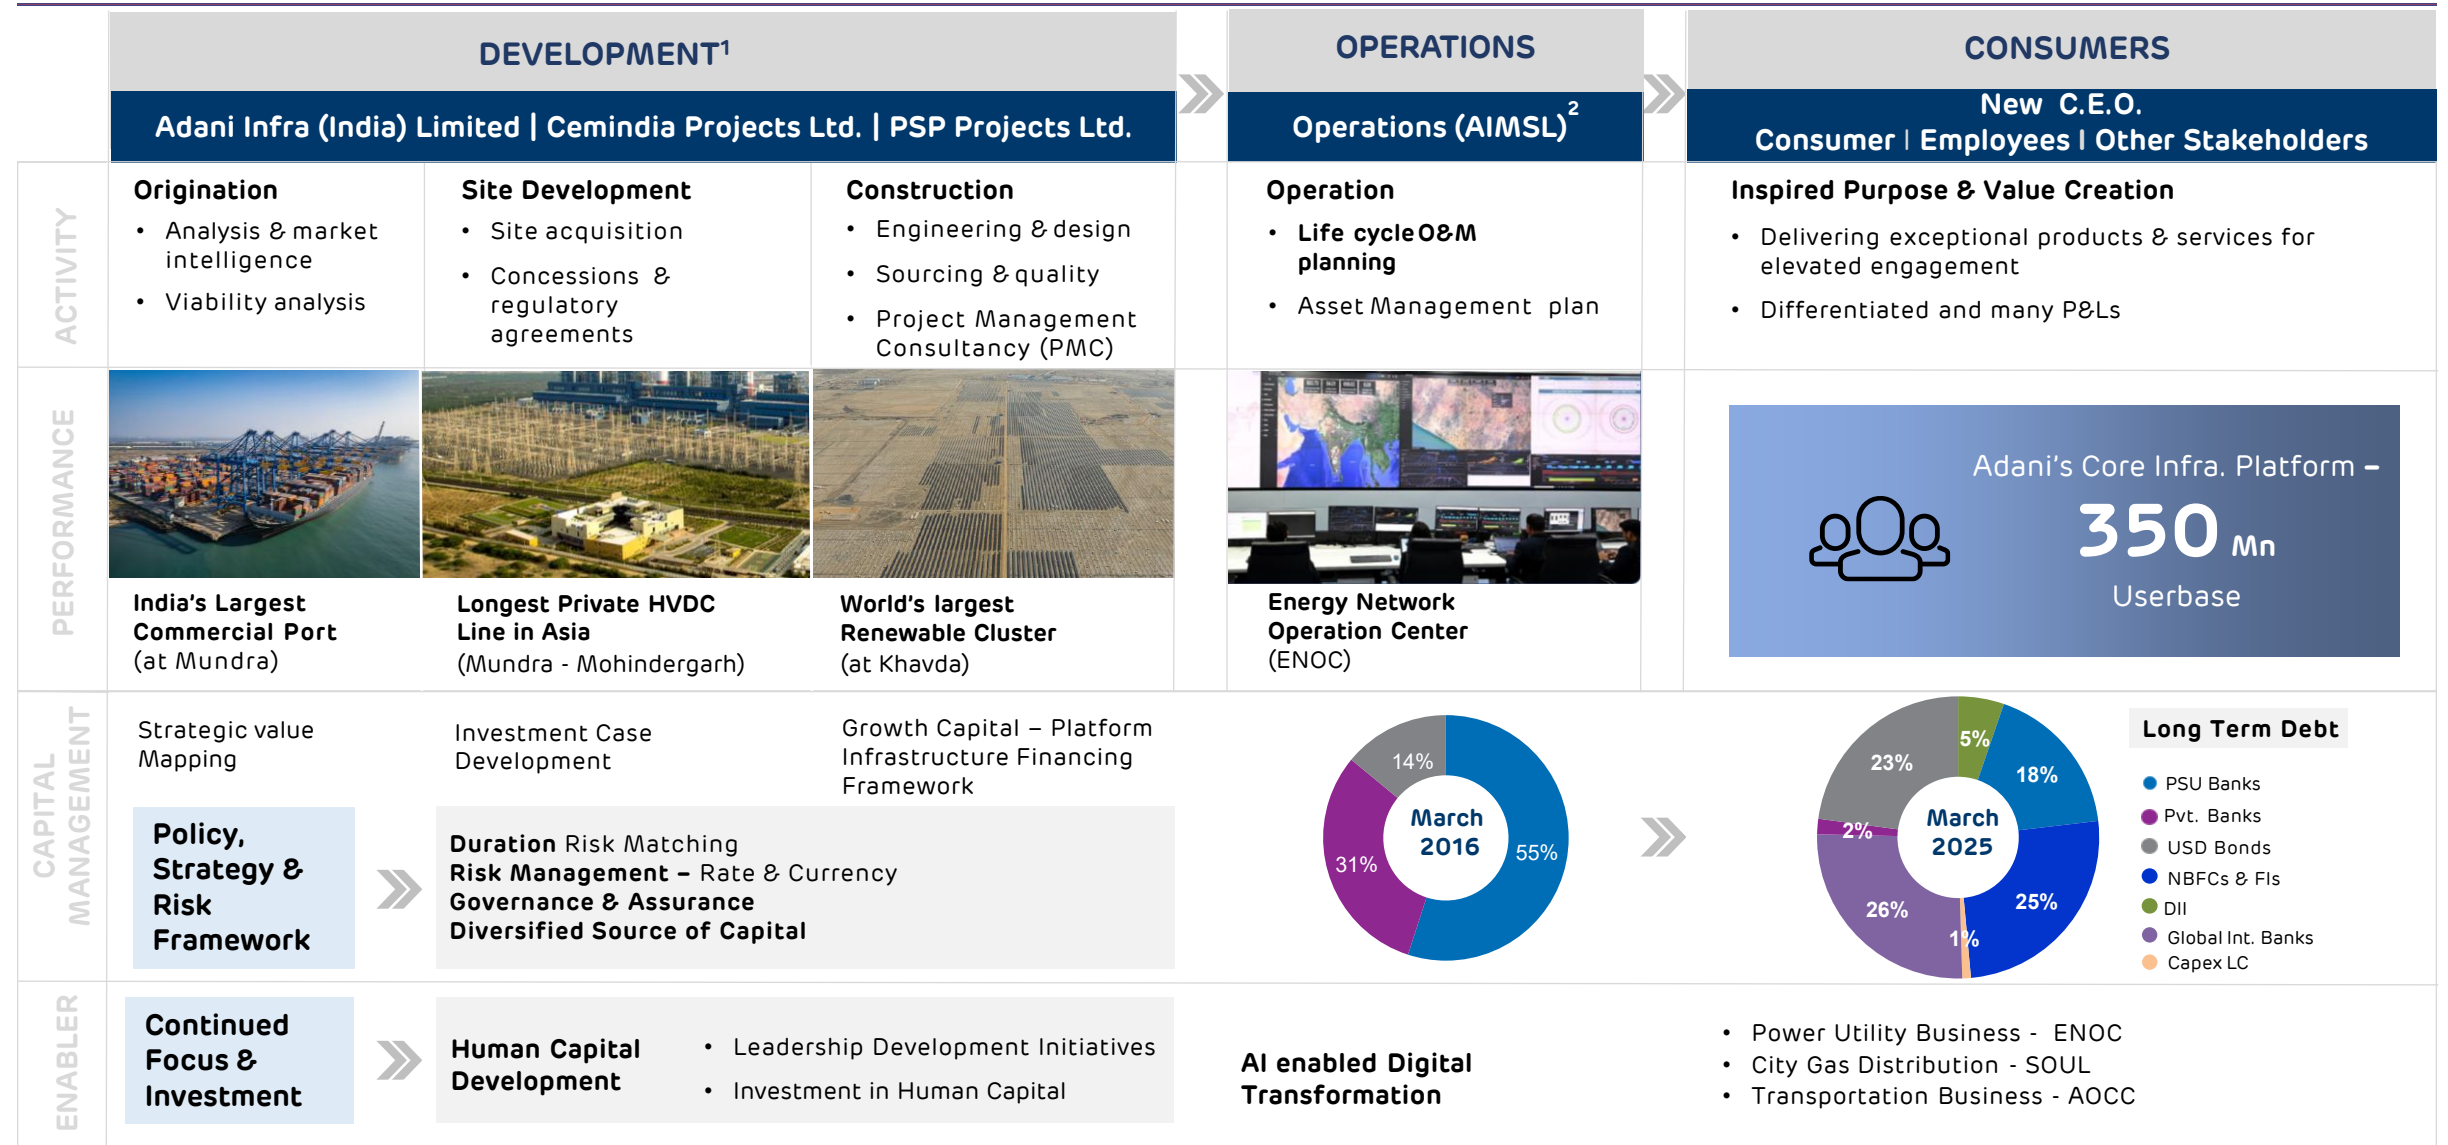 DEVELOPMENT¹
OPERATIONS
CONSUMERS
Adani Infra (India) Limited | Cemindia Projects Ltd. | PSP Projects Ltd.
Operations (AIMSL)²
New C.E.O.
Consumer | Employees | Other Stakeholders
ACTIVITY
Origination
• Analysis & market
intelligence
• Viability analysis
Site Development
• Site acquisition
• Concessions &
regulatory
agreements
Construction
• Engineering & design
• Sourcing & quality
• Project Management
Consultancy (PMC)
Operation
• Life cycle O&M
planning
• Asset Management plan
Inspired Purpose & Value Creation
• Delivering exceptional products & services for
elevated engagement
• Differentiated and many P&Ls
PERFORMANCE
India's Largest
Commercial Port
(at Mundra)
Longest Private HVDC
Line in Asia
(Mundra - Mohindergarh)
World's largest
Renewable Cluster
(at Khavda)
Energy Network
Operation Center
(ENOC)
Adani's Core Infra. Platform –
350 Mn
Userbase
CAPITAL
MANAGEMENT
Strategic value
Mapping
Investment Case
Development
Growth Capital – Platform
Infrastructure Financing
Framework
Policy,
Strategy &
Risk
Framework
Duration Risk Matching
Risk Management – Rate & Currency
Governance & Assurance
Diversified Source of Capital
14%
March
2016
55%
31%
5%
23%
18%
March
2025
2%
26%
25%
1%
Long Term Debt
PSU Banks
Pvt. Banks
USD Bonds
NBFCs & FIs
DII
Global Int. Banks
Capex LC
ENABLER
Continued
Focus &
Investment
Human Capital
Development
• Leadership Development Initiatives
• Investment in Human Capital
AI enabled Digital
Transformation
• Power Utility Business - ENOC
• City Gas Distribution - SOUL
• Transportation Business - AOCC